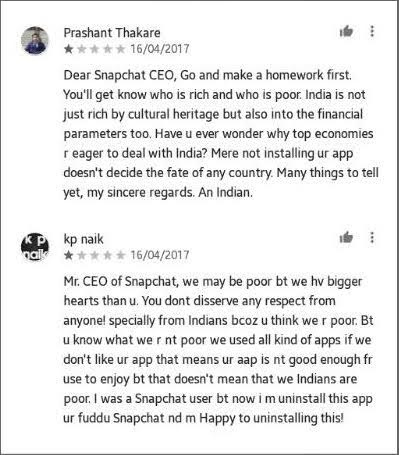 Prashant Thakare
16/04/2017
Dear Snapchat CEO, Go and make a homework first.
You'll get know who is rich and who is poor. India is not
just rich by cultural heritage but also into the financial
parameters too. Have u ever wonder why top economies
r eager to deal with India? Mere not installing ur app
doesn't decide the fate of any country. Many things to tell
yet, my sincere regards. An Indian.
k p
naik
kp naik
16/04/2017
Mr. CEO of Snapchat, we may be poor bt we hv bigger
hearts than u. You dont disserve any respect from
anyone! specially from Indians bcoz u think we r poor. Bt
u know what we r nt poor we used all kind of apps if we
don't like ur app that means ur aap is nt good enough fr
use to enjoy bt that doesn't mean that we Indians are
poor. I was a Snapchat user bt now i m uninstall this app
ur fuddu Snapchat nd m Happy to uninstalling this!